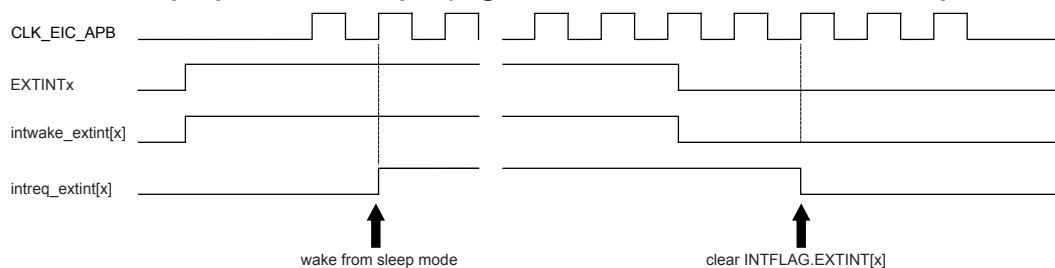 CLK_EIC_APB
EXTINTx
intwake_extint[x]
intreq_extint[x]
wake from sleep mode
clear INTFLAG.EXTINT[x]